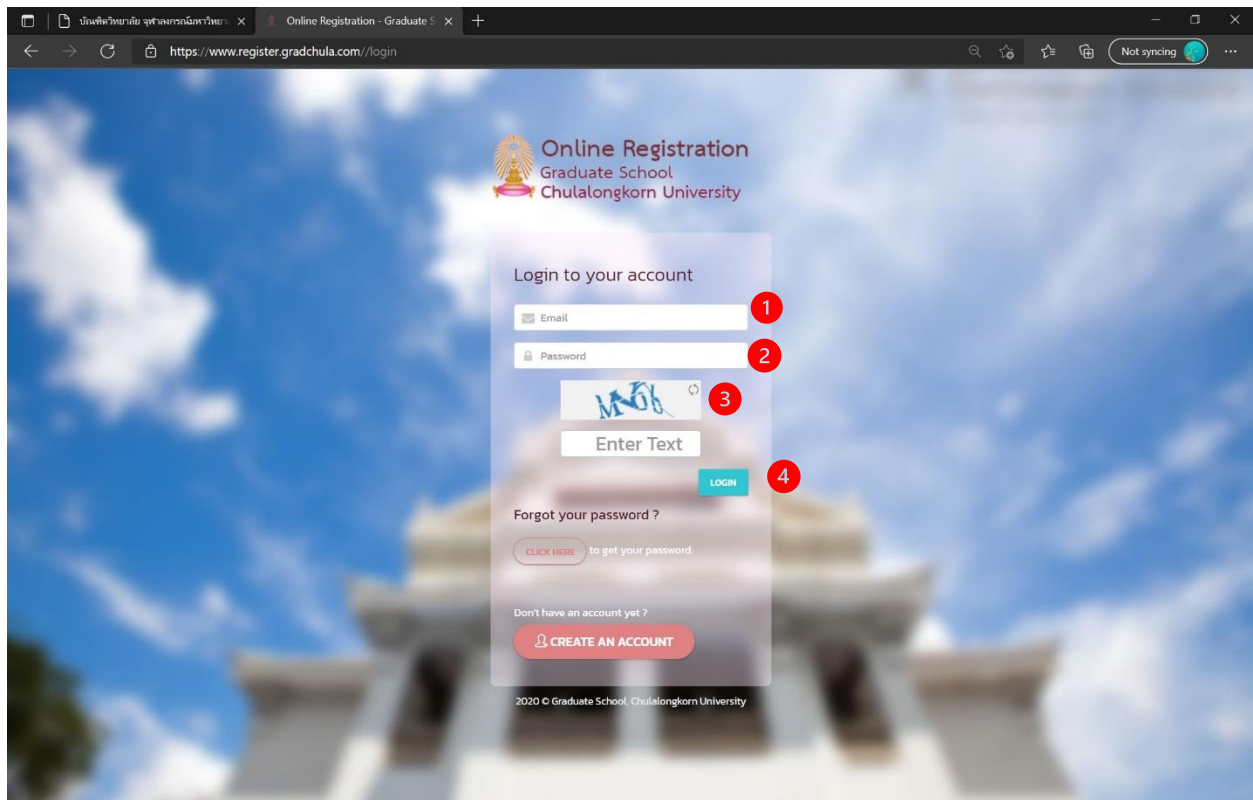 บัณฑิตวิทยาลัย จุฬาลงกรณ์มหาวิทยา
Online Registration - Graduate S
https://www.register.gradchula.com//login
Not syncing
Online Registration
Graduate School
Chulalongkorn University
Login to your account
Email
1
Password
2
3
Enter Text
LOGIN
4
Forgot your password ?
CLICK HERE to get your password.
Don't have an account yet ?
CREATE AN ACCOUNT
2020 © Graduate School, Chulalongkorn University